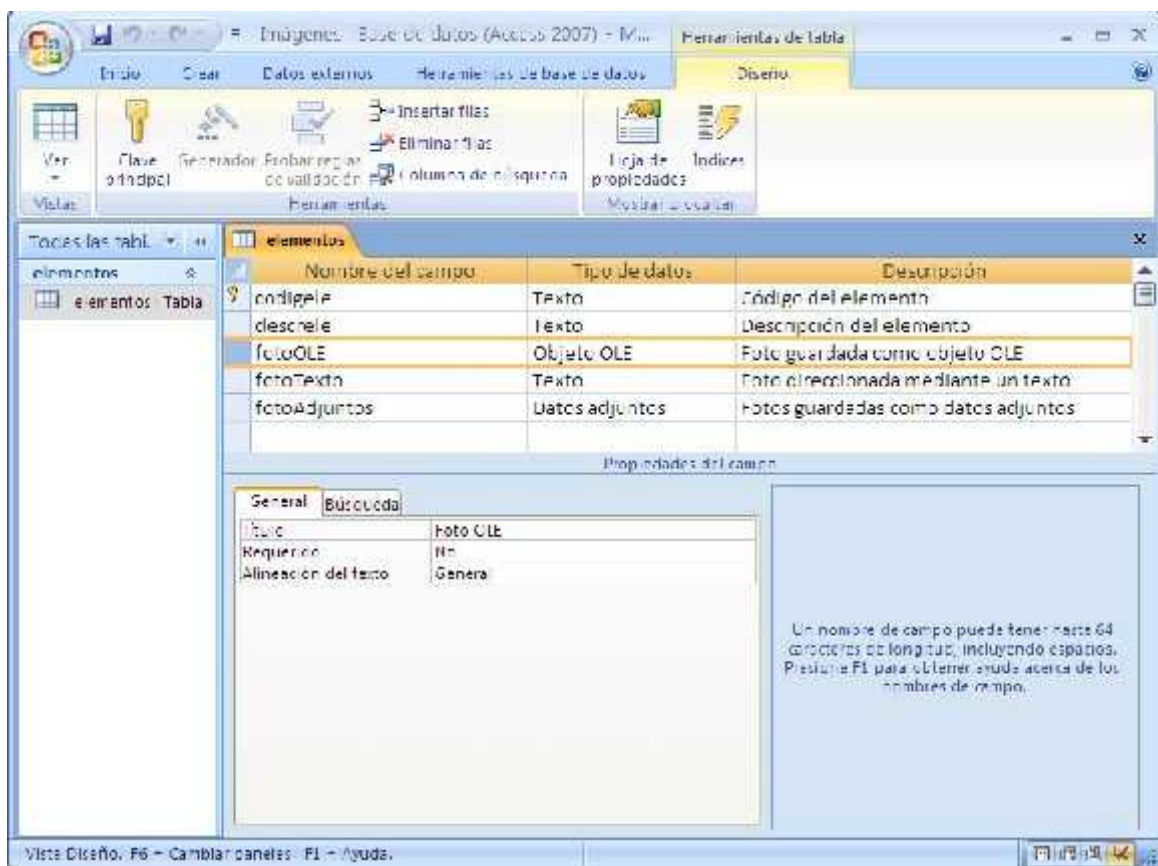 Imágenes Base de datos (Access 2007) - M...
Herramientas de tabla
Inicio Crear Datos externos Herramientas de base de datos Diseño
Ver
Clave principal
Generador
Probar reglas de validación
Insertar filas
Eliminar filas
Columna de búsqueda
Hoja de propiedades
Índices
Vistas
Herramientas
Mostrar u ocultar
Todas las tabl...
elementos
elementos Tabla
elementos
Nombre del campo Tipo de datos Descripción
codigele Texto Código del elemento
descrele Texto Descripción del elemento
fotoOLE Objeto OLE Foto guardada como objeto OLE
fotoTexto Texto Foto direccionada mediante un texto
fotoAdjuntos Datos adjuntos Fotos guardadas como datos adjuntos
Propiedades del campo
General Búsqueda
Título Foto OLE
Requerido No
Alineación del texto General
Un nombre de campo puede tener hasta 64
caracteres de longitud, incluyendo espacios.
Presione F1 para obtener ayuda acerca de los
nombres de campo.
Vista Diseño. F6 = Cambiar paneles F1 = Ayuda.